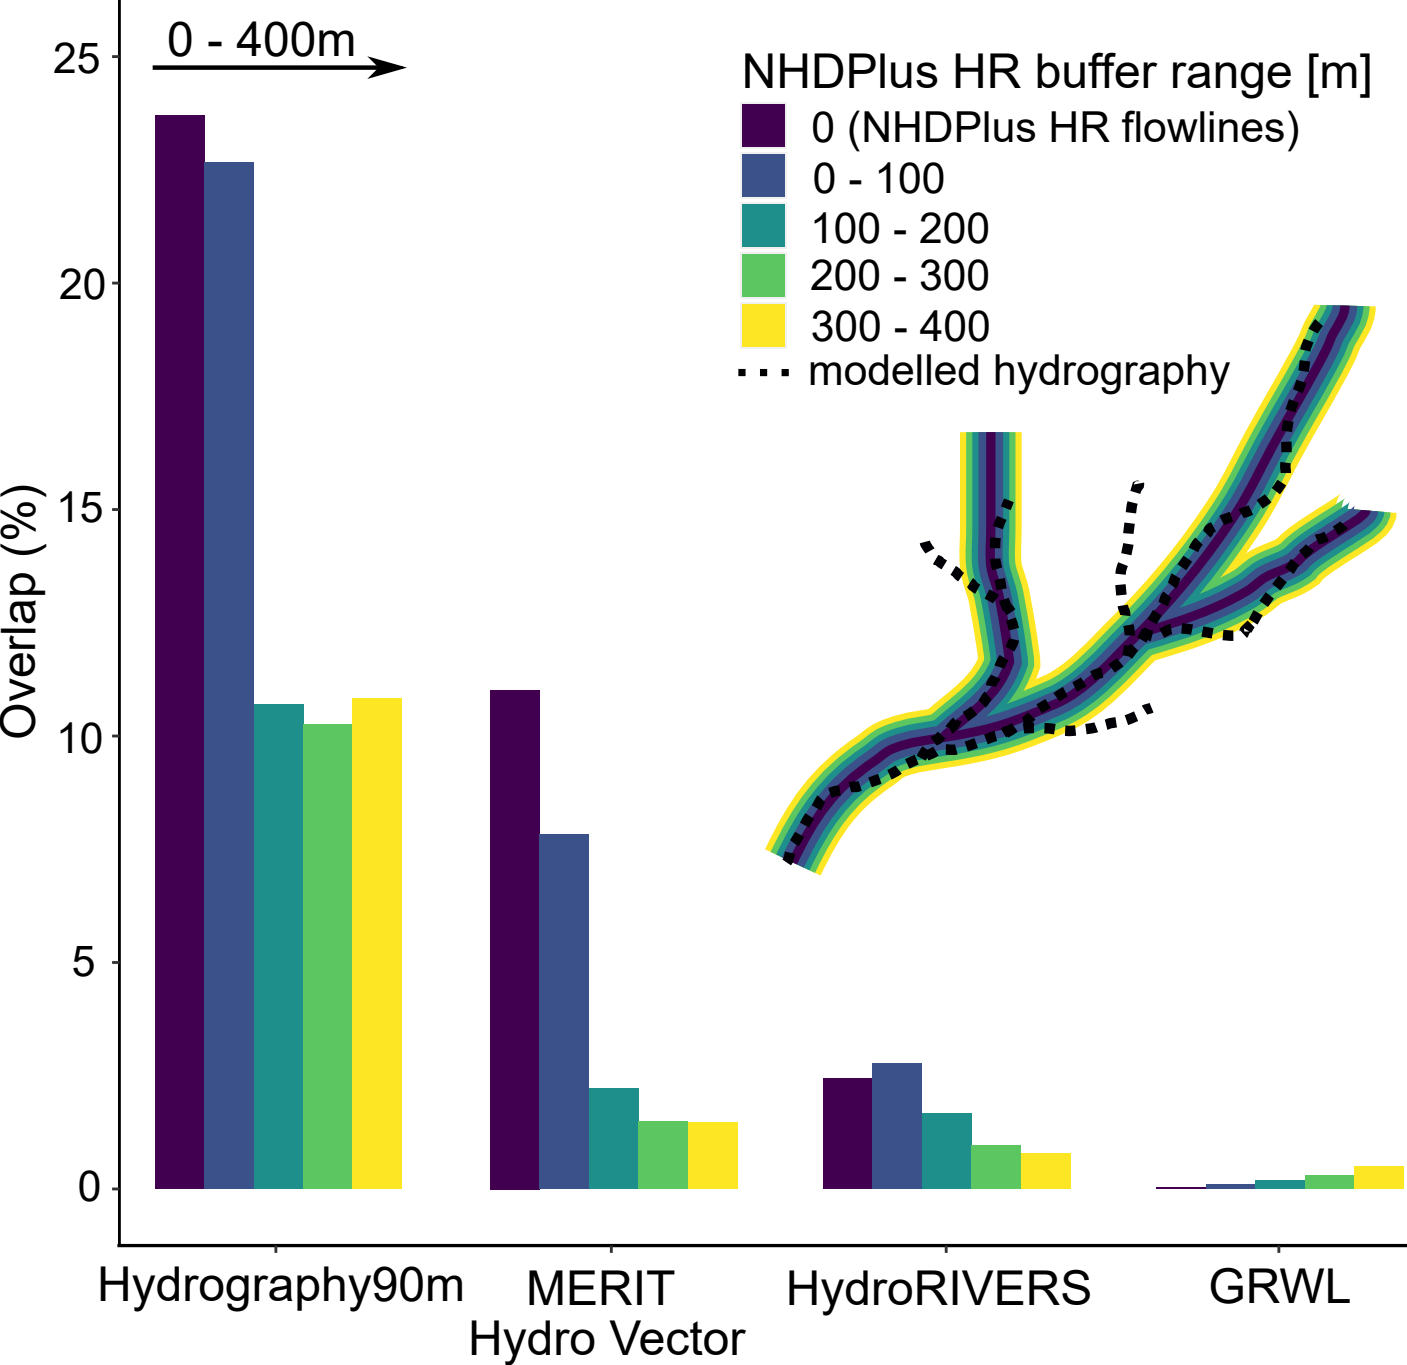 0 - 400m
NHDPlus HR buffer range [m]
0 (NHDPlus HR flowlines)
0 - 100
100 - 200
200 - 300
300 - 400
modelled hydrography
Overlap (%)
25
20
15
10
5
0
Hydrography90m
MERIT
Hydro Vector
HydroRIVERS
GRWL